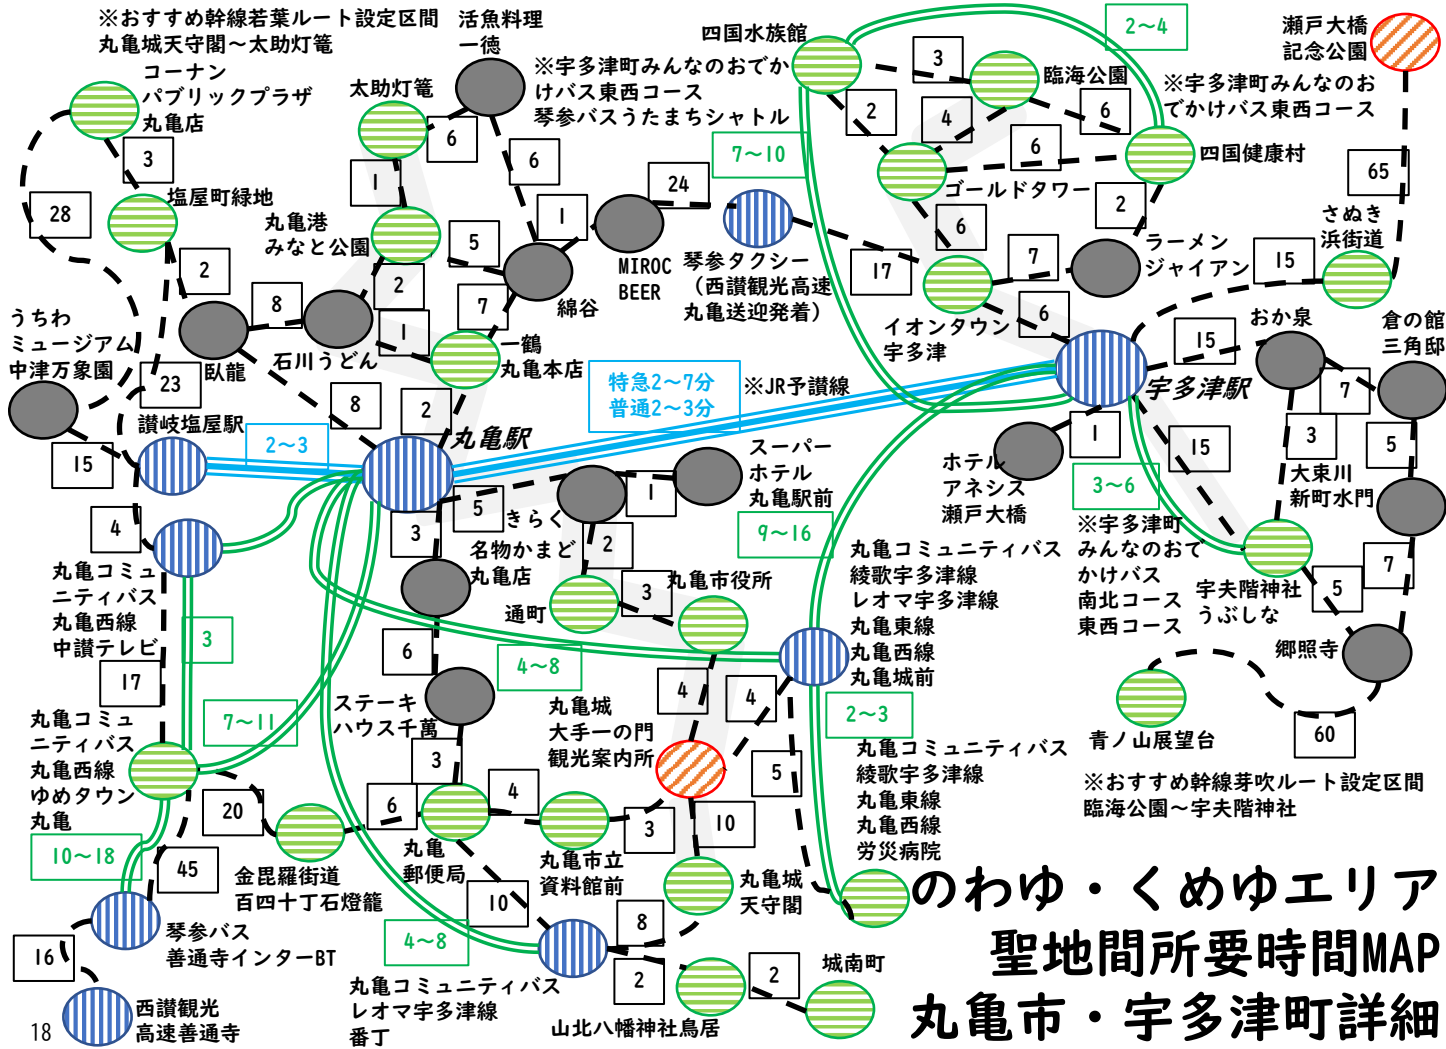 ※おすすめ幹線若葉ルート設定区間
丸亀城天守閣～太助灯篭
コーナン
パブリックプラザ
丸亀店
活魚料理
一徳
太助灯篭
四国水族館
※宇多津町みんなのおでか
けバス東西コース
琴参バスうたまちシャトル
臨海公園
2～4
瀬戸大橋
記念公園
※宇多津町みんなのお
でかけバス東西コース
四国健康村
ゴールドタワー
3
2
4
6
6
7～10
65
3
28
塩屋町緑地
丸亀港
みなと公園
1
6
6
1
24
5
MIROC
BEER
琴参タクシー
（西讃観光高速
丸亀送迎発着）
17
6
7
2
ラーメン
ジャイアン
さぬき
浜街道
15
2
8
2
1
7
綿谷
うちわ
ミュージアム
中津万象園
臥龍
石川うどん
一鶴
丸亀本店
イオンタウン
宇多津
6
おか泉
倉の館
三角邸
15
23
8
2
特急2～7分
普通2～3分
※JR予讃線
宇多津駅
7
讃岐塩屋駅
2～3
丸亀駅
15
スーパー
ホテル
丸亀駅前
ホテル
アネシス
瀬戸大橋
1
15
3
5
大束川
新町水門
3～6
4
3
5
きらく
1
9～16
名物かまど
丸亀店
2
丸亀コミュ
ニティバス
丸亀西線
中讃テレビ
通町
3
丸亀市役所
丸亀コミュニティバス
綾歌宇多津線
レオマ宇多津線
丸亀東線
丸亀西線
丸亀城前
※宇多津町
みんなのおで
かけバス
南北コース
東西コース
宇夫階神社
うぶしな
5
7
郷照寺
3
6
4～8
17
7～11
ステーキ
ハウス千萬
丸亀城
大手一の門
観光案内所
4
4
2～3
丸亀コミュ
ニティバス
丸亀西線
ゆめタウン
丸亀
青ノ山展望台
60
3
5
丸亀コミュニティバス
綾歌宇多津線
丸亀東線
丸亀西線
労災病院
※おすすめ幹線芽吹ルート設定区間
臨海公園～宇夫階神社
20
6
4
3
10
10～18
45
金毘羅街道
百四十丁石燈籠
丸亀
郵便局
丸亀市立
資料館前
丸亀城
天守閣
10
8
琴参バス
善通寺インターBT
4～8
16
2
2
城南町
西讃観光
高速善通寺
丸亀コミュニティバス
レオマ宇多津線
番丁
山北八幡神社鳥居
のわゆ・くめゆエリア
聖地間所要時間MAP
丸亀市・宇多津町詳細
18